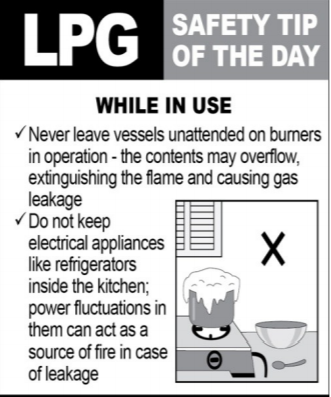 LPG
SAFETY TIP
OF THE DAY
WHILE IN USE
✓Never leave vessels unattended on burners
in operation - the contents may overflow,
extinguishing the flame and causing gas
leakage
✓Do not keep
electrical appliances
like refrigerators
inside the kitchen;
power fluctuations in
them can act as a
source of fire in case
of leakage
X